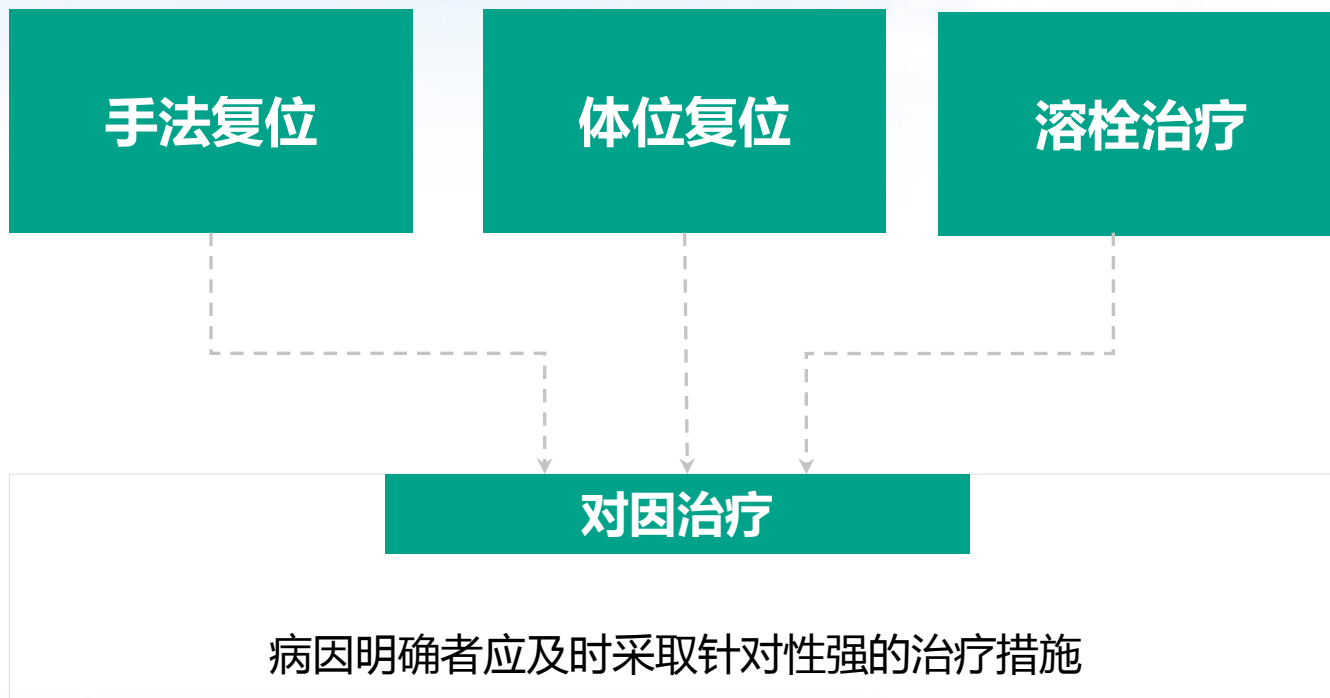 手法复位
体位复位
溶栓治疗
对因治疗
病因明确者应及时采取针对性强的治疗措施